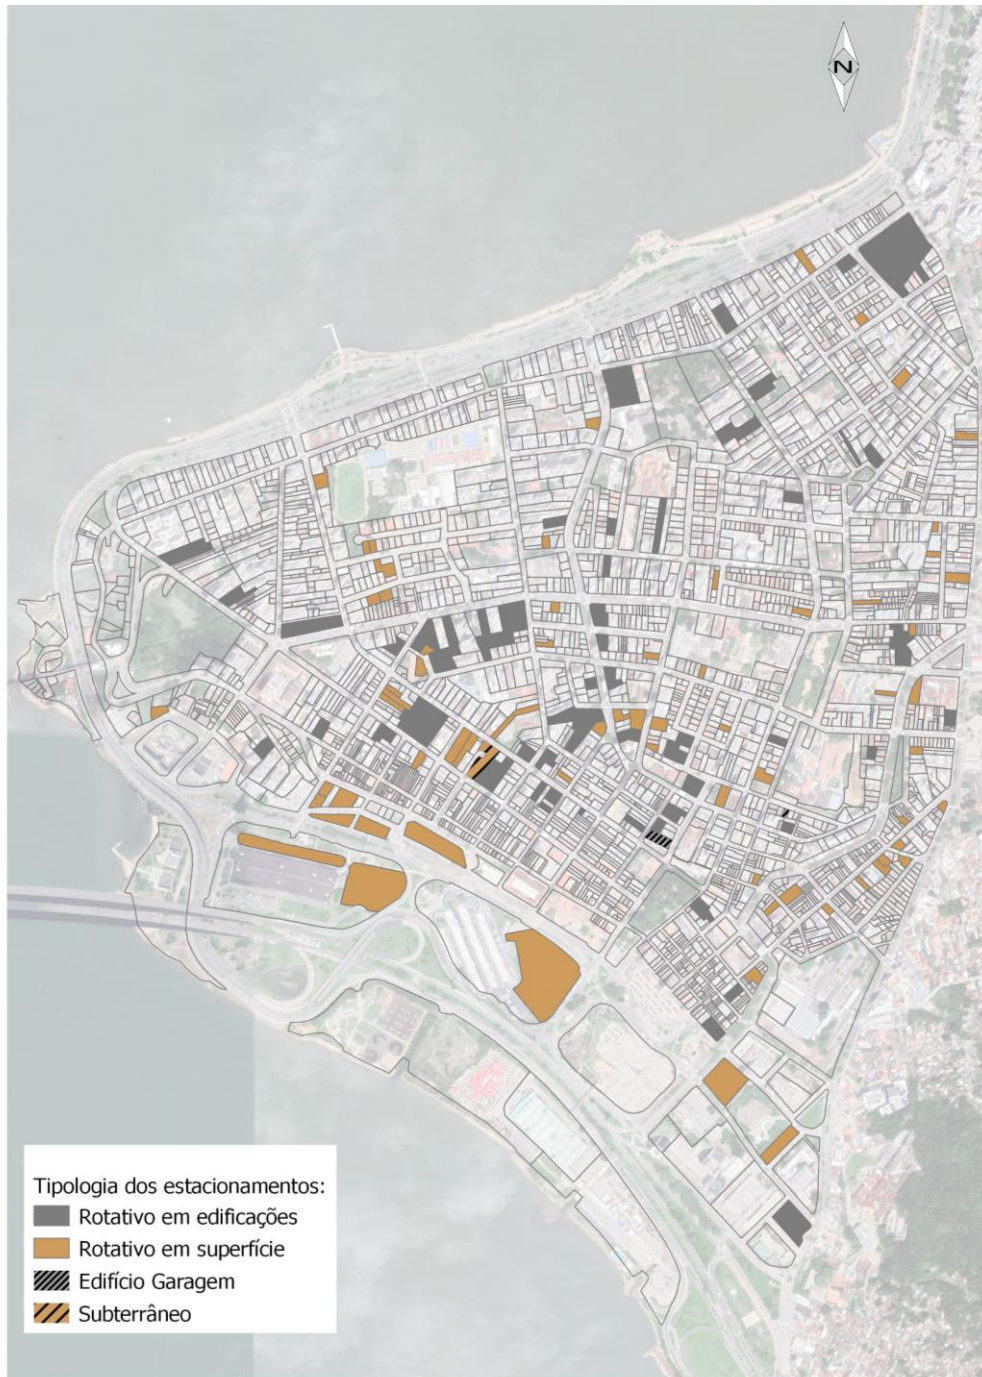 N
Tipologia dos estacionamentos:
Rotativo em edificações
Rotativo em superfície
Edifício Garagem
Subterrâneo